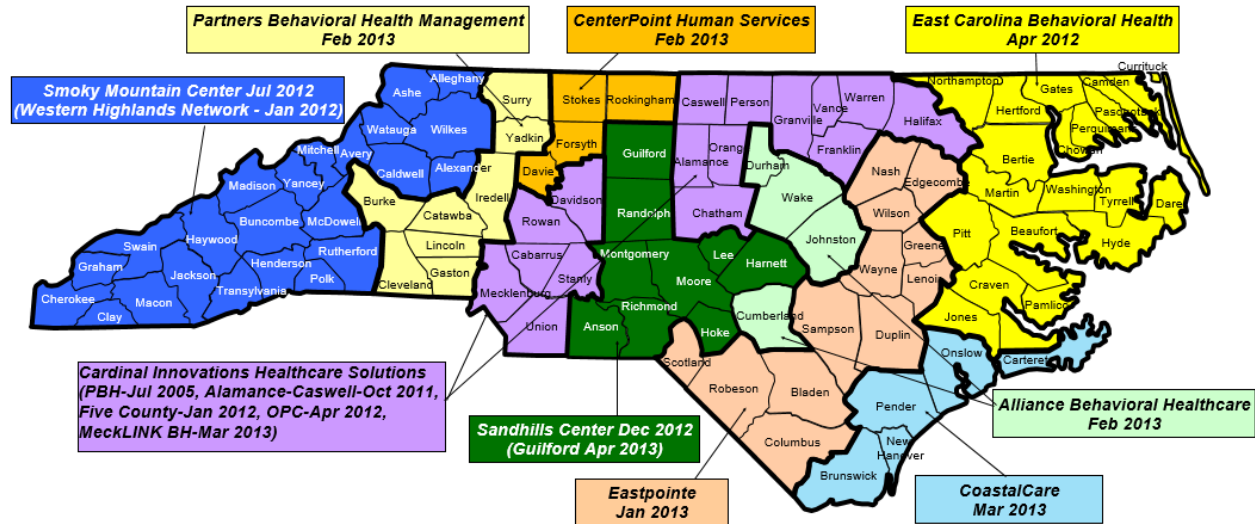 Partners Behavioral Health Management
Feb 2013
CenterPoint Human Services
Feb 2013
East Carolina Behavioral Health
Apr 2012
Smoky Mountain Center Jul 2012
(Western Highlands Network - Jan 2012)
Cardinal Innovations Healthcare Solutions
(PBH-Jul 2005, Alamance-Caswell-Oct 2011,
Five County-Jan 2012, OPC-Apr 2012,
MeckLINK BH-Mar 2013)
Sandhills Center Dec 2012
(Guilford Apr 2013)
Eastpointe
Jan 2013
Alliance Behavioral Healthcare
Feb 2013
CoastalCare
Mar 2013
Alleghany
Ashe
Watauga
Wilkes
Mitchell
Avery
Caldwell
Alexander
Madison
Yancey
Buncombe
McDowell
Swain
Haywood
Rutherford
Graham
Jackson
Henderson
Polk
Cherokee
Macon
Transylvania
Clay
Surry
Yadkin
Iredell
Burke
Catawba
Lincoln
Gaston
Cleveland
Stokes
Rockingham
Forsyth
Davie
Davidson
Rowan
Cabarrus
Stanly
Mecklenburg
Union
Guilford
Randolph
Montgomery
Moore
Lee
Harnett
Richmond
Anson
Hoke
Caswell
Person
Granville
Vance
Warren
Halifax
Franklin
Alamance
Orang
Chatham
Durham
Wake
Johnston
Cumberland
Nash
Edgecombe
Wilson
Greene
Wayne
Lenoir
Sampson
Duplin
Scotland
Robeson
Bladen
Columbus
Northampton
Hertford
Gates
Camden
Currituck
Pasquotank
Perquimans
Chowan
Bertie
Martin
Washington
Tyrrell
Dare
Pitt
Beaufort
Hyde
Craven
Pamlico
Jones
Onslow
Carteret
Pender
New
Hanover
Brunswick